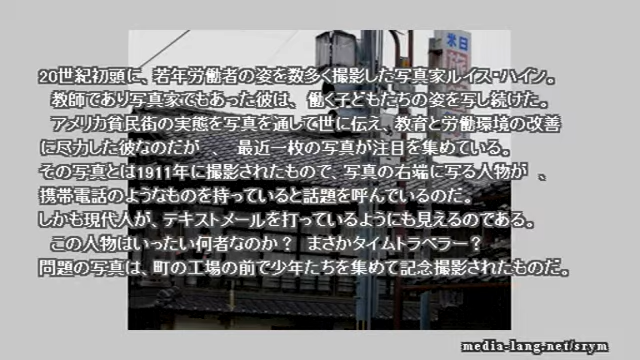 米
日
20世紀初頭に、若年労働者の姿を数多く撮影した写真家ルイス・ハイン。
教師であり写真家でもあった彼は、働く子どもたちの姿を写し続けた。
アメリカ貧民街の実態を写真を通して世に伝え、教育と労働環境の改善
に尽力した彼なのだが　　最近一枚の写真が注目を集めている。
その写真とは1911年に撮影されたもので、写真の右端に写る人物が　、
携帯電話のようなものを持っていると話題を呼んでいるのだ。
しかも現代人が、テキストメールを打っているようにも見えるのである。
この人物はいったい何者なのか？　まさかタイムトラベラー？
問題の写真は、町の工場の前で少年たちを集めて記念撮影されたものだ。
media-lang-net/srym